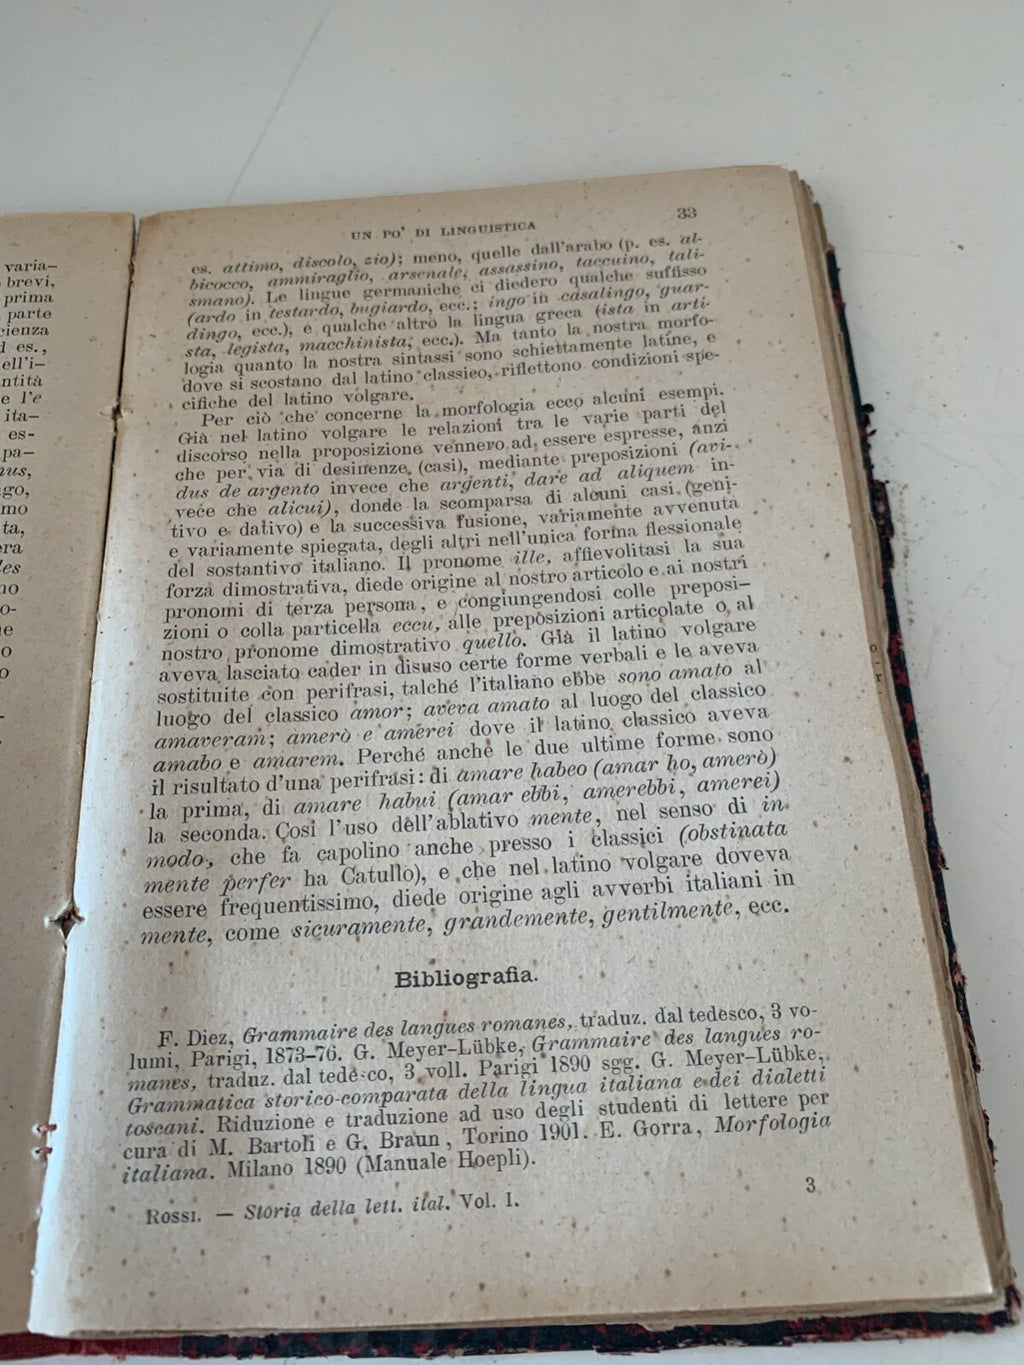 varia-
brevi,
prima
parte
cienza
es.,
ell'i-
ntità
e l'e
ita-
es-
pa-
nus,
go,
mo
ta,
era
les
no
o-
ne
o
o
UN PO' DI LINGUISTICA 33
es. attimo, discolo, zio); meno, quelle dall'arabo (p. es. al-
bicocco, ammiraglio, arsenale, assassino, taccuino, tali-
smano). Le lingue germaniche ci diedero qualche suffisso
(ardo in testardo, bugiardo, ecc.; ingo in casalingo, guar-
dingo, ecc.), e qualche altro la lingua greca (ista in arti-
sta, legista, macchinista, ecc.). Ma tanto la nostra morfo-
logia quanto la nostra sintassi sono schiettamente latine, e
dove si scostano dal latino classico, riflettono condizioni spe-
cifiche del latino volgare.
Per ciò che concerne la morfologia ecco alcuni esempi.
Già nel latino volgare le relazioni tra le varie parti del
discorso nella proposizione vennero ad essere espresse, anzi
che per via di desinenze (casi), mediante preposizioni (avi-
dus de argento invece che argenti, dare ad aliquem in-
vece che alicui), donde la scomparsa di alcuni casi (geni-
tivo e dativo) e la successiva fusione, variamente avvenuta
e variamente spiegata, degli altri nell'unica forma flessionale
del sostantivo italiano. Il pronome ille, affievolitasi la sua
forza dimostrativa, diede origine al nostro articolo e ai nostri
pronomi di terza persona, e congiungendosi colle preposi-
zioni o colla particella eccu, alle preposizioni articolate o al
nostro pronome dimostrativo quello. Già il latino volgare
aveva lasciato cader in disuso certe forme verbali e le aveva
sostituite con perifrasi, talché l'italiano ebbe sono amato al
luogo del classico amor; aveva amato al luogo del classico
amaveram; amerò e amerei dove il latino classico aveva
amabo e amarem. Perché anche le due ultime forme sono
il risultato d'una perifrasi: di amare habeo (amar ho, amerò)
la prima, di amare habui (amar ebbi, amerebbi, amerei)
la seconda. Così l'uso dell'ablativo mente, nel senso di in
modo, che fa capolino anche presso i classici (obstinata
mente perfer ha Catullo), e che nel latino volgare doveva
essere frequentissimo, diede origine agli avverbi italiani in
mente, come sicuramente, grandemente, gentilmente, ecc.
Bibliografia.
F. Diez, Grammaire des langues romanes, traduz. dal tedesco, 3 vo-
lumi, Parigi, 1873-76. G. Meyer-Lübke, Grammaire des langues ro-
manes, traduz. dal tedesco, 3 voll. Parigi 1890 sgg. G. Meyer-Lübke,
Grammatica storico-comparata della lingua italiana e dei dialetti
toscani. Riduzione e traduzione ad uso degli studenti di lettere per
cura di M. Bartoli e G. Braun, Torino 1901. E. Gorra, Morfologia
italiana. Milano 1890 (Manuale Hoepli).
ROSSI. — Storia della lett. ital. Vol. I. 3